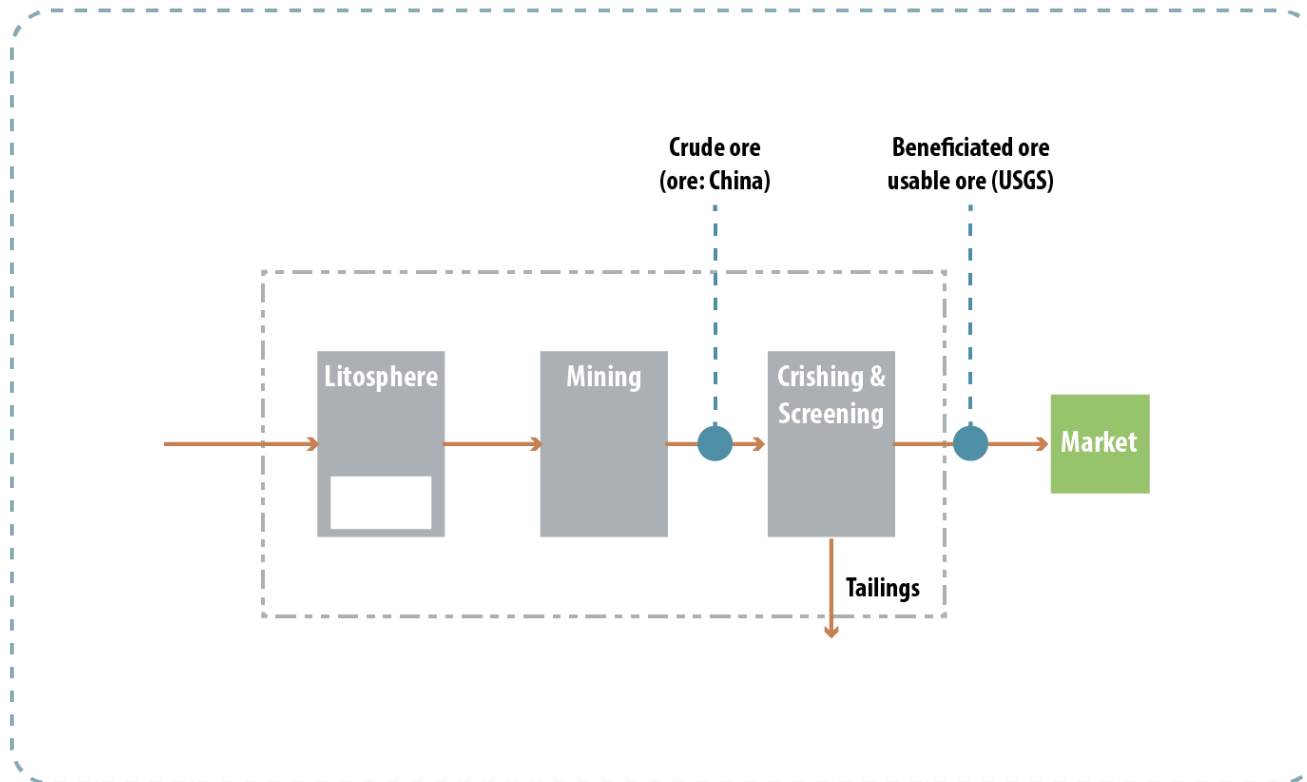 Crude ore
(ore: China)
Beneficiated ore
usable ore (USGS)
Litosphere
Mining
Crishing &
Screening
Market
Tailings